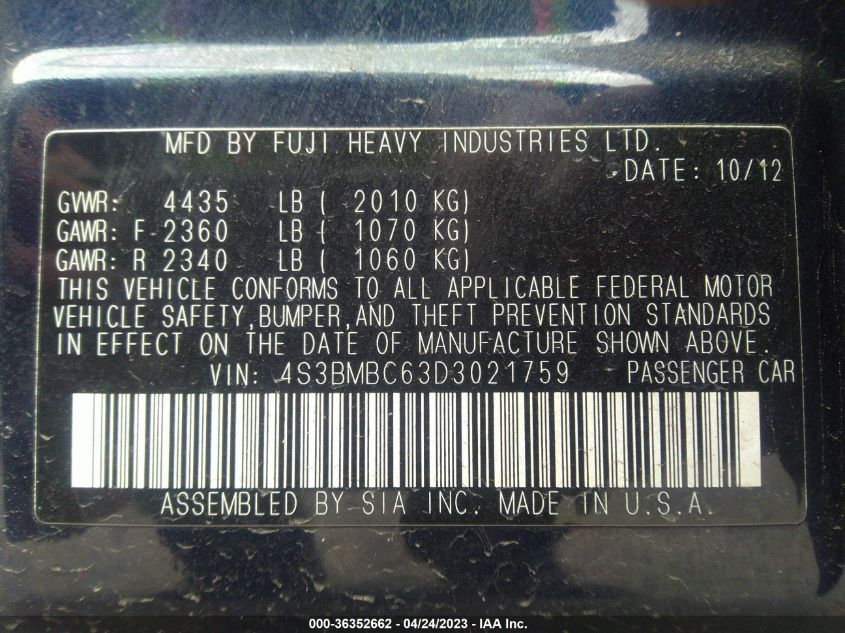 MFD BY FUJI HEAVY INDUSTRIES LTD.
DATE: 10/12
GVWR: 4435 LB ( 2010 KG)
GAWR: F 2360 LB ( 1070 KG)
GAWR: R 2340 LB ( 1060 KG)
THIS VEHICLE CONFORMS TO ALL APPLICABLE FEDERAL MOTOR
VEHICLE SAFETY, BUMPER, AND THEFT PREVENTION STANDARDS
IN EFFECT ON THE DATE OF MANUFACTURE SHOWN ABOVE.
VIN: 4S3BMBC63D3021759 PASSENGER CAR
ASSEMBLED BY SIA INC. MADE IN U.S.A.
000-36352662 - 04/24/2023 - © IAA, Inc.